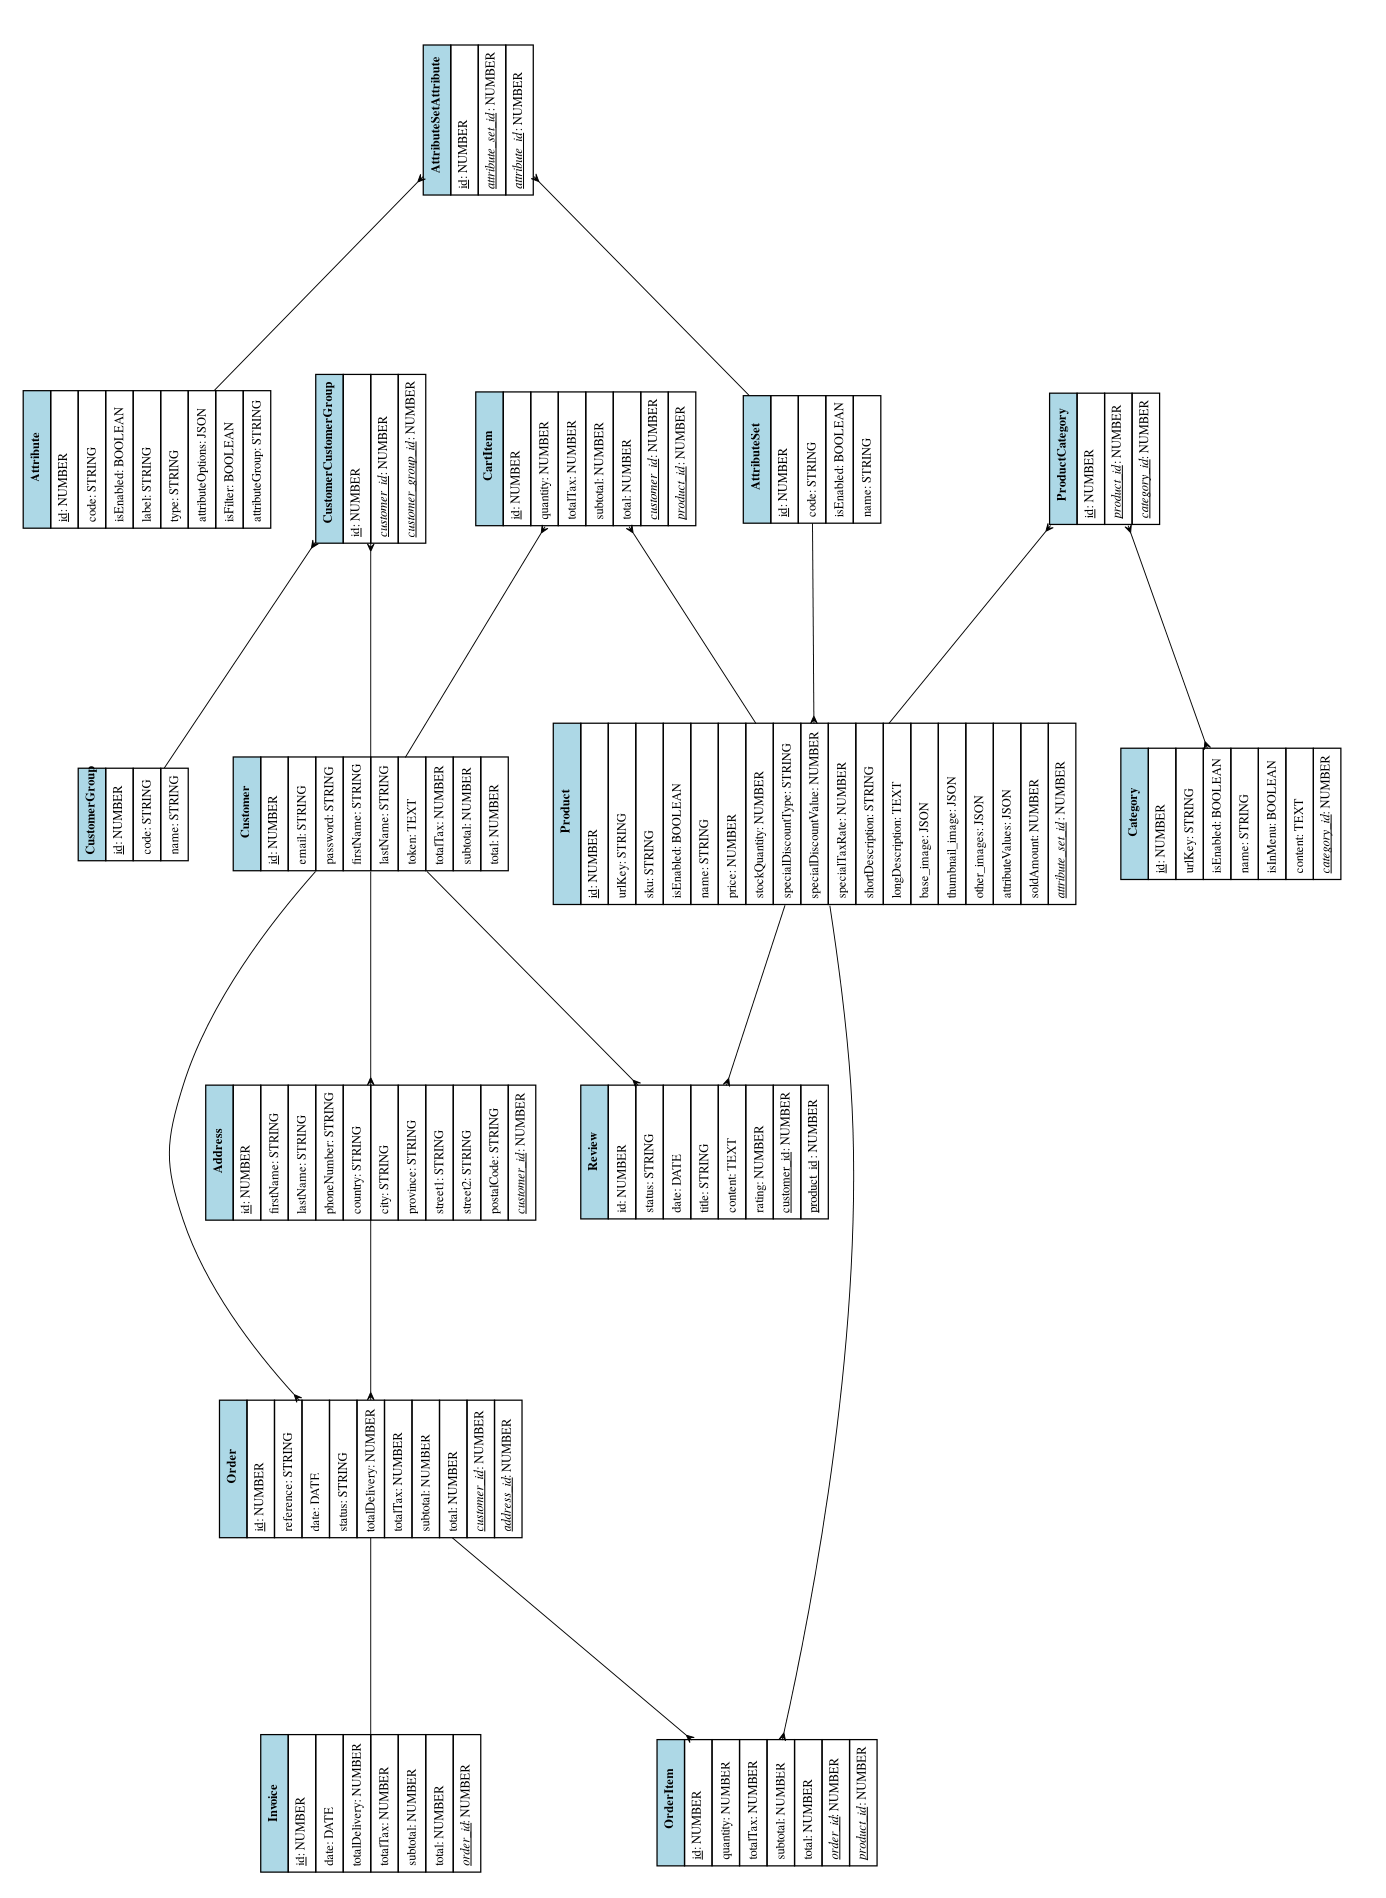 AttributeSetAttribute
id: NUMBER
attribute_set_id: NUMBER
attribute_id: NUMBER
Attribute
id: NUMBER
code: STRING
isEnabled: BOOLEAN
label: STRING
type: STRING
attributeOptions: JSON
isFilter: BOOLEAN
attributeGroup: STRING
CustomerCustomerGroup
id: NUMBER
customer_id: NUMBER
customer_group_id: NUMBER
CartItem
id: NUMBER
quantity: NUMBER
totalTax: NUMBER
subtotal: NUMBER
total: NUMBER
customer_id: NUMBER
product_id: NUMBER
AttributeSet
id: NUMBER
code: STRING
isEnabled: BOOLEAN
name: STRING
ProductCategory
id: NUMBER
product_id: NUMBER
category_id: NUMBER
CustomerGroup
id: NUMBER
code: STRING
name: STRING
Customer
id: NUMBER
email: STRING
password: STRING
firstName: STRING
lastName: STRING
token: TEXT
totalTax: NUMBER
subtotal: NUMBER
total: NUMBER
Product
id: NUMBER
urlKey: STRING
sku: STRING
isEnabled: BOOLEAN
name: STRING
price: NUMBER
stockQuantity: NUMBER
specialDiscountType: STRING
specialDiscountValue: NUMBER
specialTaxRate: NUMBER
shortDescription: STRING
longDescription: TEXT
base_image: JSON
thumbnail_image: JSON
other_images: JSON
attributeValues: JSON
soldAmount: NUMBER
attribute_set_id: NUMBER
Category
id: NUMBER
urlKey: STRING
isEnabled: BOOLEAN
name: STRING
isInMenu: BOOLEAN
content: TEXT
category_id: NUMBER
Address
id: NUMBER
firstName: STRING
lastName: STRING
phoneNumber: STRING
country: STRING
city: STRING
province: STRING
street1: STRING
street2: STRING
postalCode: STRING
customer_id: NUMBER
Review
id: NUMBER
status: STRING
date: DATE
title: STRING
content: TEXT
rating: NUMBER
customer_id: NUMBER
product_id: NUMBER
Order
id: NUMBER
reference: STRING
date: DATE
status: STRING
totalDelivery: NUMBER
totalTax: NUMBER
subtotal: NUMBER
total: NUMBER
customer_id: NUMBER
address_id: NUMBER
Invoice
id: NUMBER
date: DATE
totalDelivery: NUMBER
totalTax: NUMBER
subtotal: NUMBER
total: NUMBER
order_id: NUMBER
OrderItem
id: NUMBER
quantity: NUMBER
totalTax: NUMBER
subtotal: NUMBER
total: NUMBER
order_id: NUMBER
product_id: NUMBER